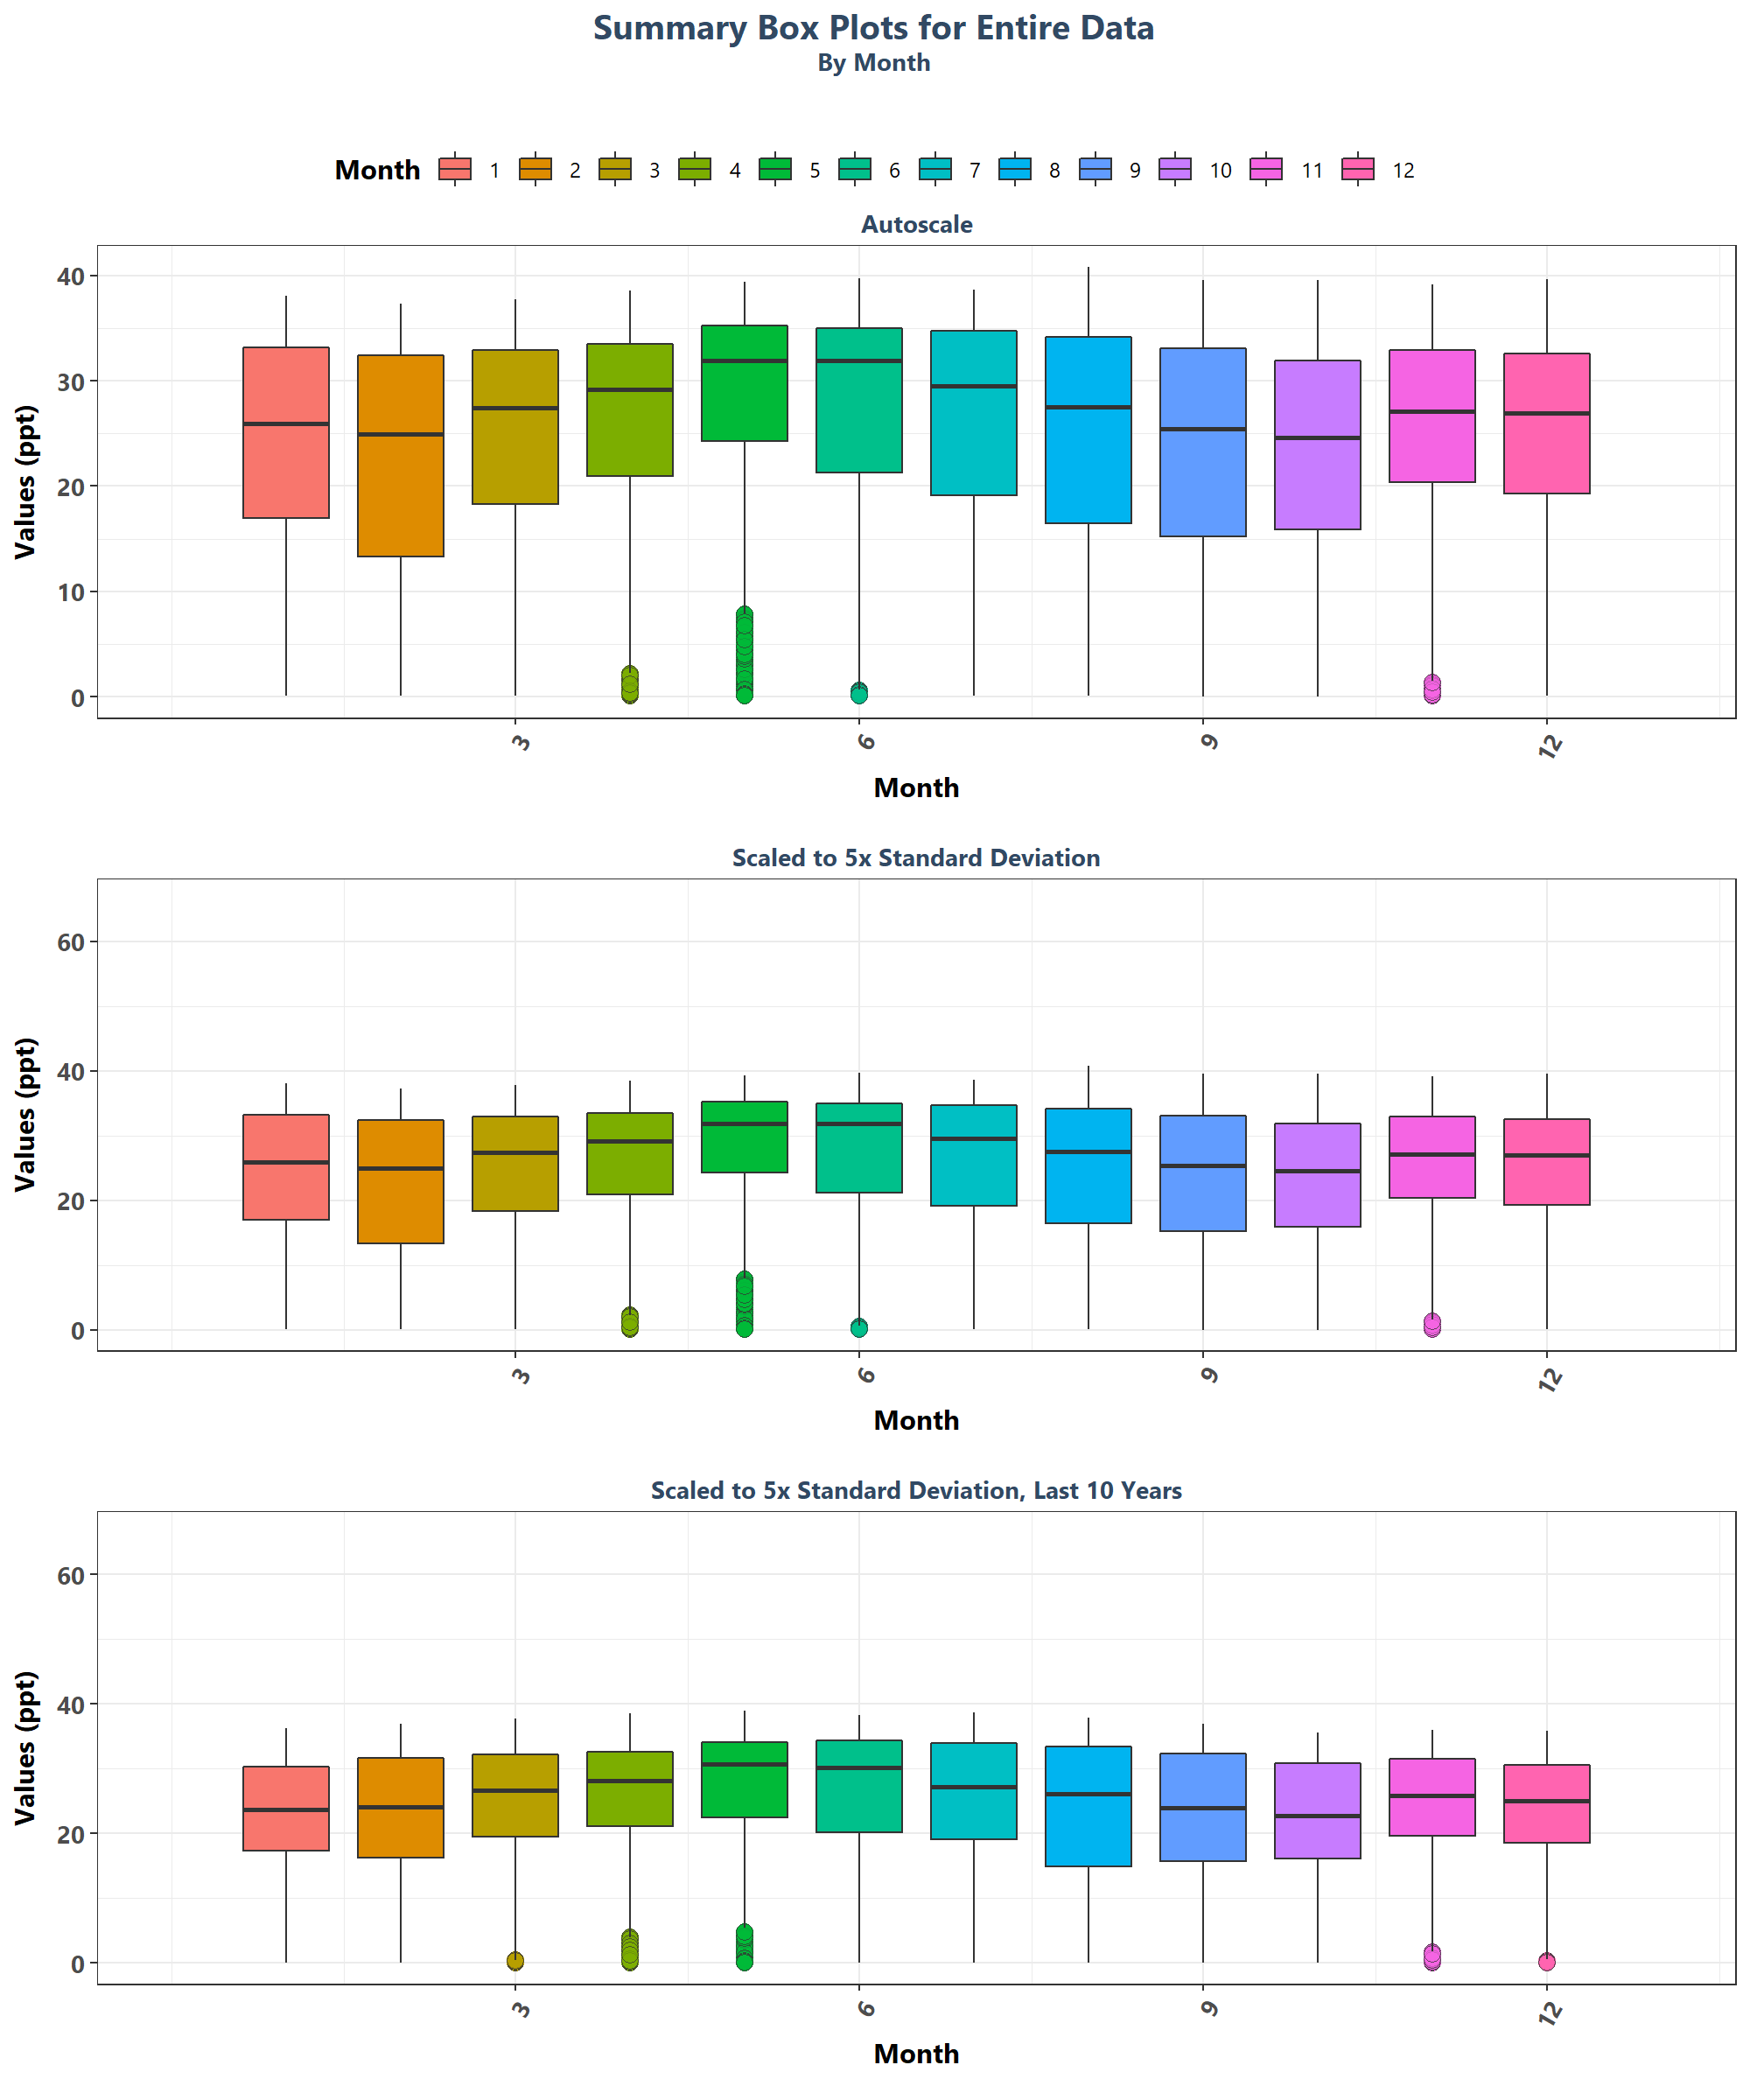 Summary Box Plots for Entire Data
By Month
Month 1 2 3 4 5 6 7 8 9 10 11 12
Autoscale
Values (ppt)
40
30
20
10
0
3 6 9 12
Month
Scaled to 5x Standard Deviation
Values (ppt)
60
40
20
0
3 6 9 12
Month
Scaled to 5x Standard Deviation, Last 10 Years
Values (ppt)
60
40
20
0
3 6 9 12
Month